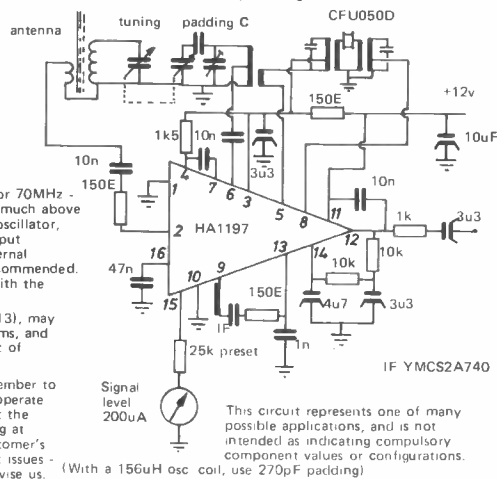 CFU050D
tuning padding C
antenna
150E
+12v
1k5
10n
3u3
10uF
10n
150E
4
7
6
3
5
8
11
10n
1
2
HA1197
12
1k
3u3
16
13
14
10k
10k
47n
10
9
15
150E
4u7
3u3
IF
1n
25k preset
IF YMCS2A740
Signal
level
200uA
This circuit represents one of many
possible applications, and is not
intended as indicating compulsory
component values or configurations.
(With a 156uH osc coil, use 270pF padding)
or 70MHz -
much above
oscillator,
put
ernal
commended.
with the
13), may
ms, and
t of
ember to
operate
t the
g at
tomer's
t issues -
vise us.